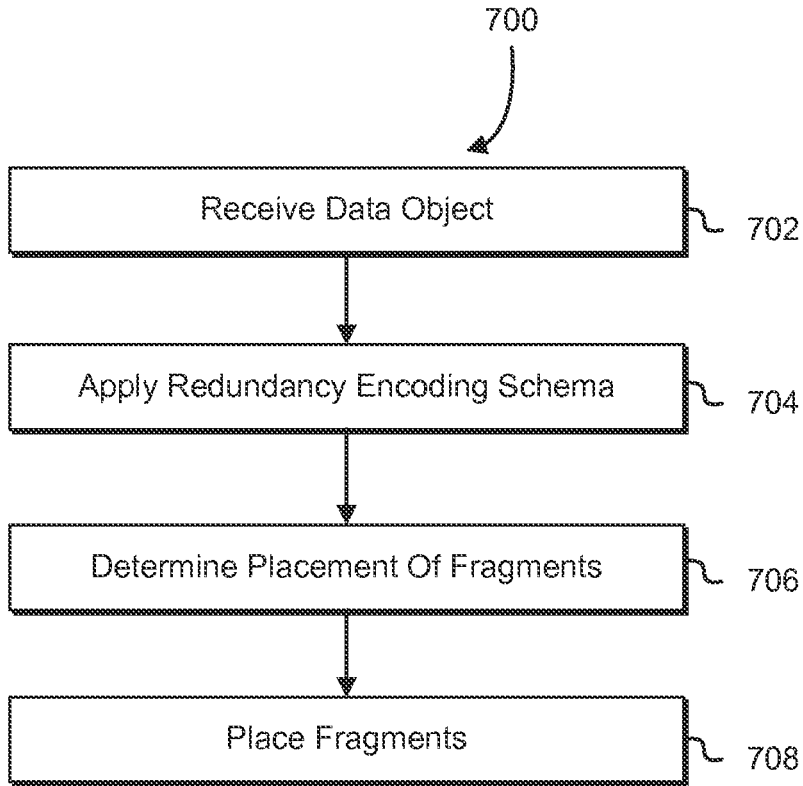 700
Receive Data Object
702
Apply Redundancy Encoding Schema
704
Determine Placement Of Fragments
706
Place Fragments
708